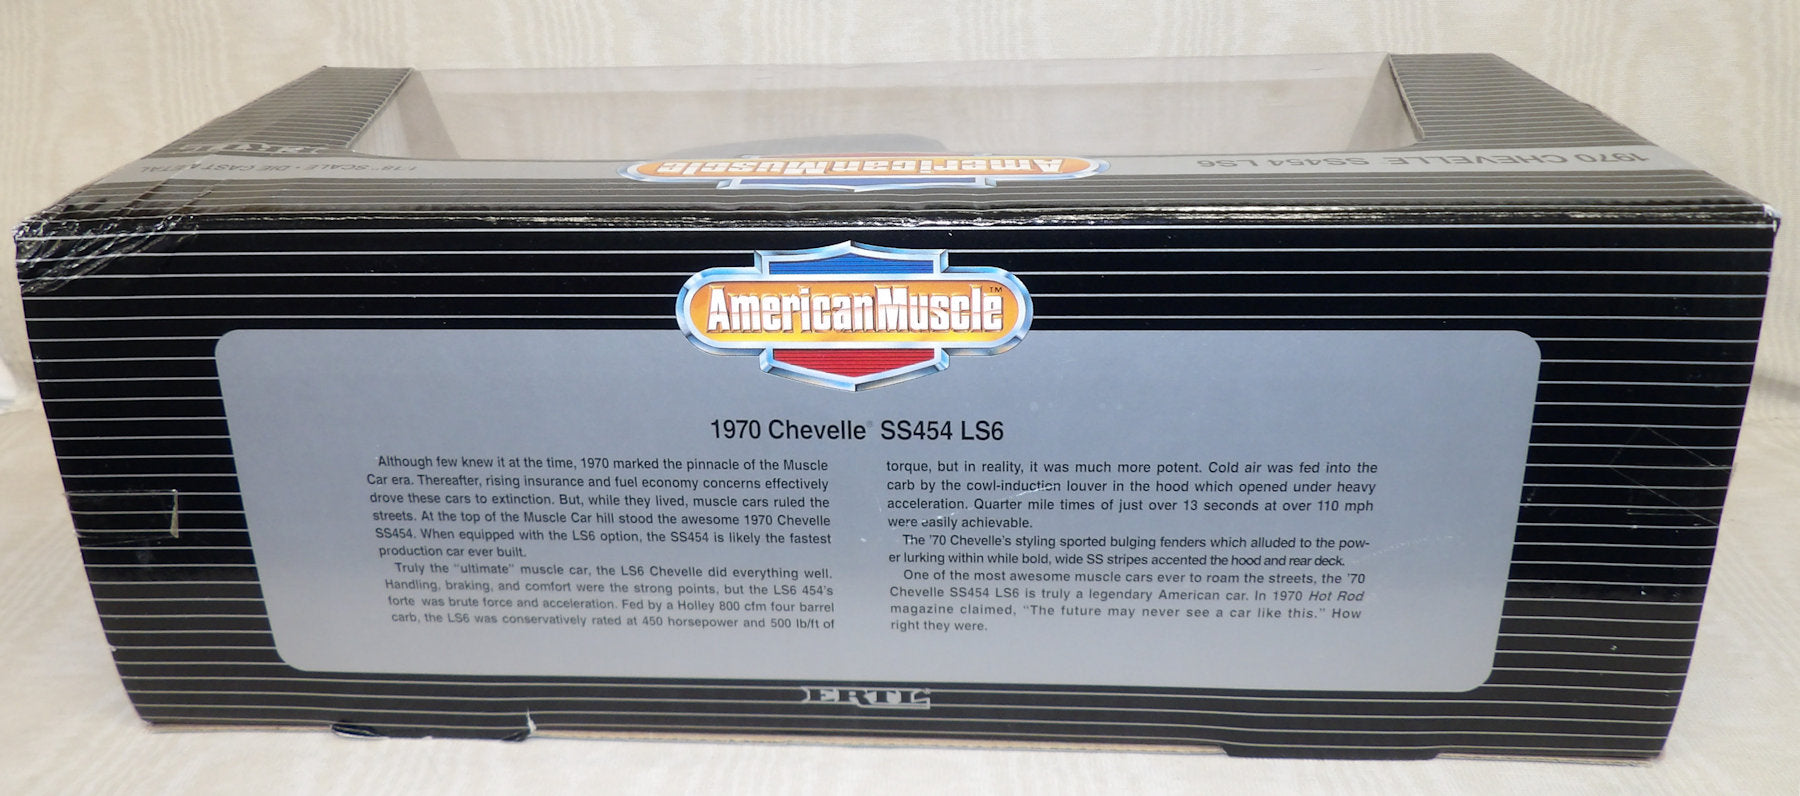 ERTL
1970 CHEVELLE SS454 LS6
American Muscle
1:18TH SCALE • DIE CAST METAL
American Muscle™
1970 Chevelle® SS454 LS6
Although few knew it at the time, 1970 marked the pinnacle of the Muscle
Car era. Thereafter, rising insurance and fuel economy concerns effectively
drove these cars to extinction. But, while they lived, muscle cars ruled the
streets. At the top of the Muscle Car hill stood the awesome 1970 Chevelle
SS454. When equipped with the LS6 option, the SS454 is likely the fastest
production car ever built.
Truly the "ultimate" muscle car, the LS6 Chevelle did everything well.
Handling, braking, and comfort were the strong points, but the LS6 454's
forte was brute force and acceleration. Fed by a Holley 800 cfm four barrel
carb, the LS6 was conservatively rated at 450 horsepower and 500 lb/ft of
torque, but in reality, it was much more potent. Cold air was fed into the
carb by the cowl-induction louver in the hood which opened under heavy
acceleration. Quarter mile times of just over 13 seconds at over 110 mph
were easily achievable.
The '70 Chevelle's styling sported bulging fenders which alluded to the pow-
er lurking within while bold, wide SS stripes accented the hood and rear deck.
One of the most awesome muscle cars ever to roam the streets, the '70
Chevelle SS454 LS6 is truly a legendary American car. In 1970 Hot Rod
magazine claimed, "The future may never see a car like this." How
right they were.
ERTL®